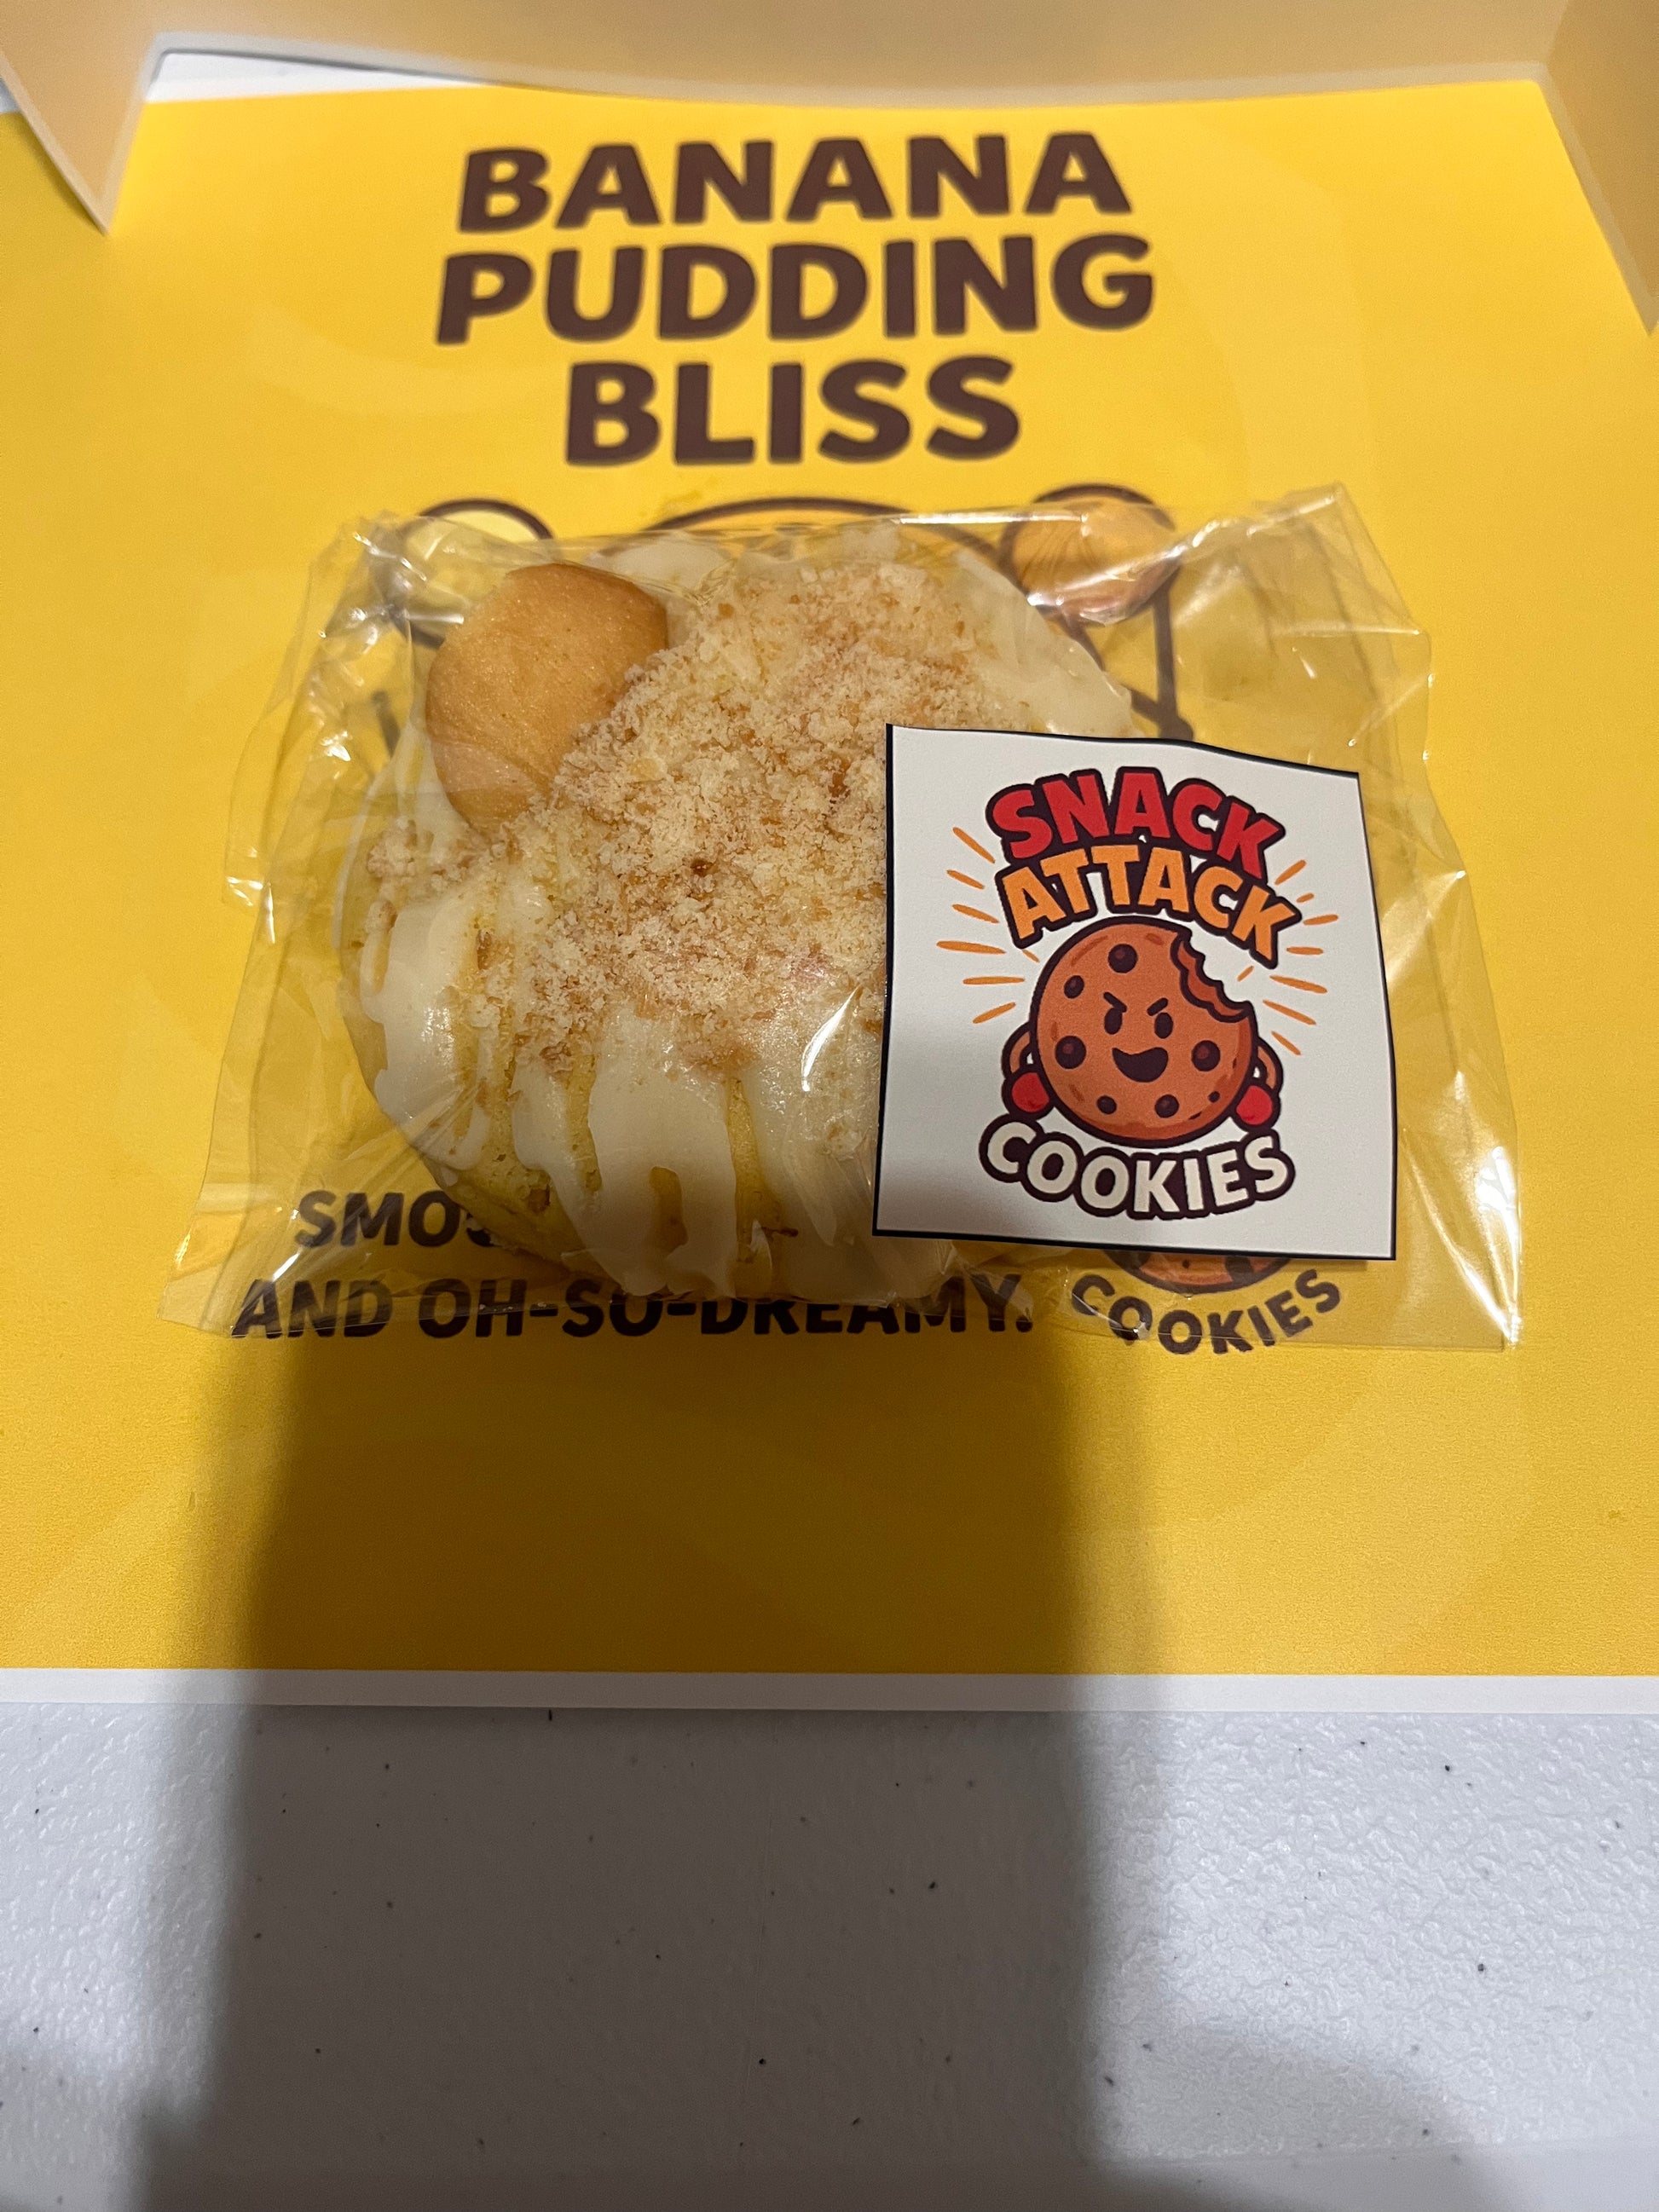 BANANA
PUDDING
BLISS
SNACK
ATTACK
COOKIES
AND OH-SO-DREAMY.
COOKIES